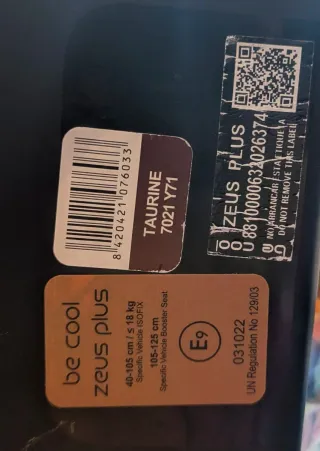 8 420421 076033
TAURINE
7021 Y71
ZEUS PLUS
NO ARRANCAR
DO NOT REMOVE THIS LABEL
be cool
zeus plus
40-105 cm / ≤ 18 kg
Specific Vehicle ISOFIX
105-125 cm
Specific Vehicle Booster Seat
E9
031022
UN Regulation No 129/03